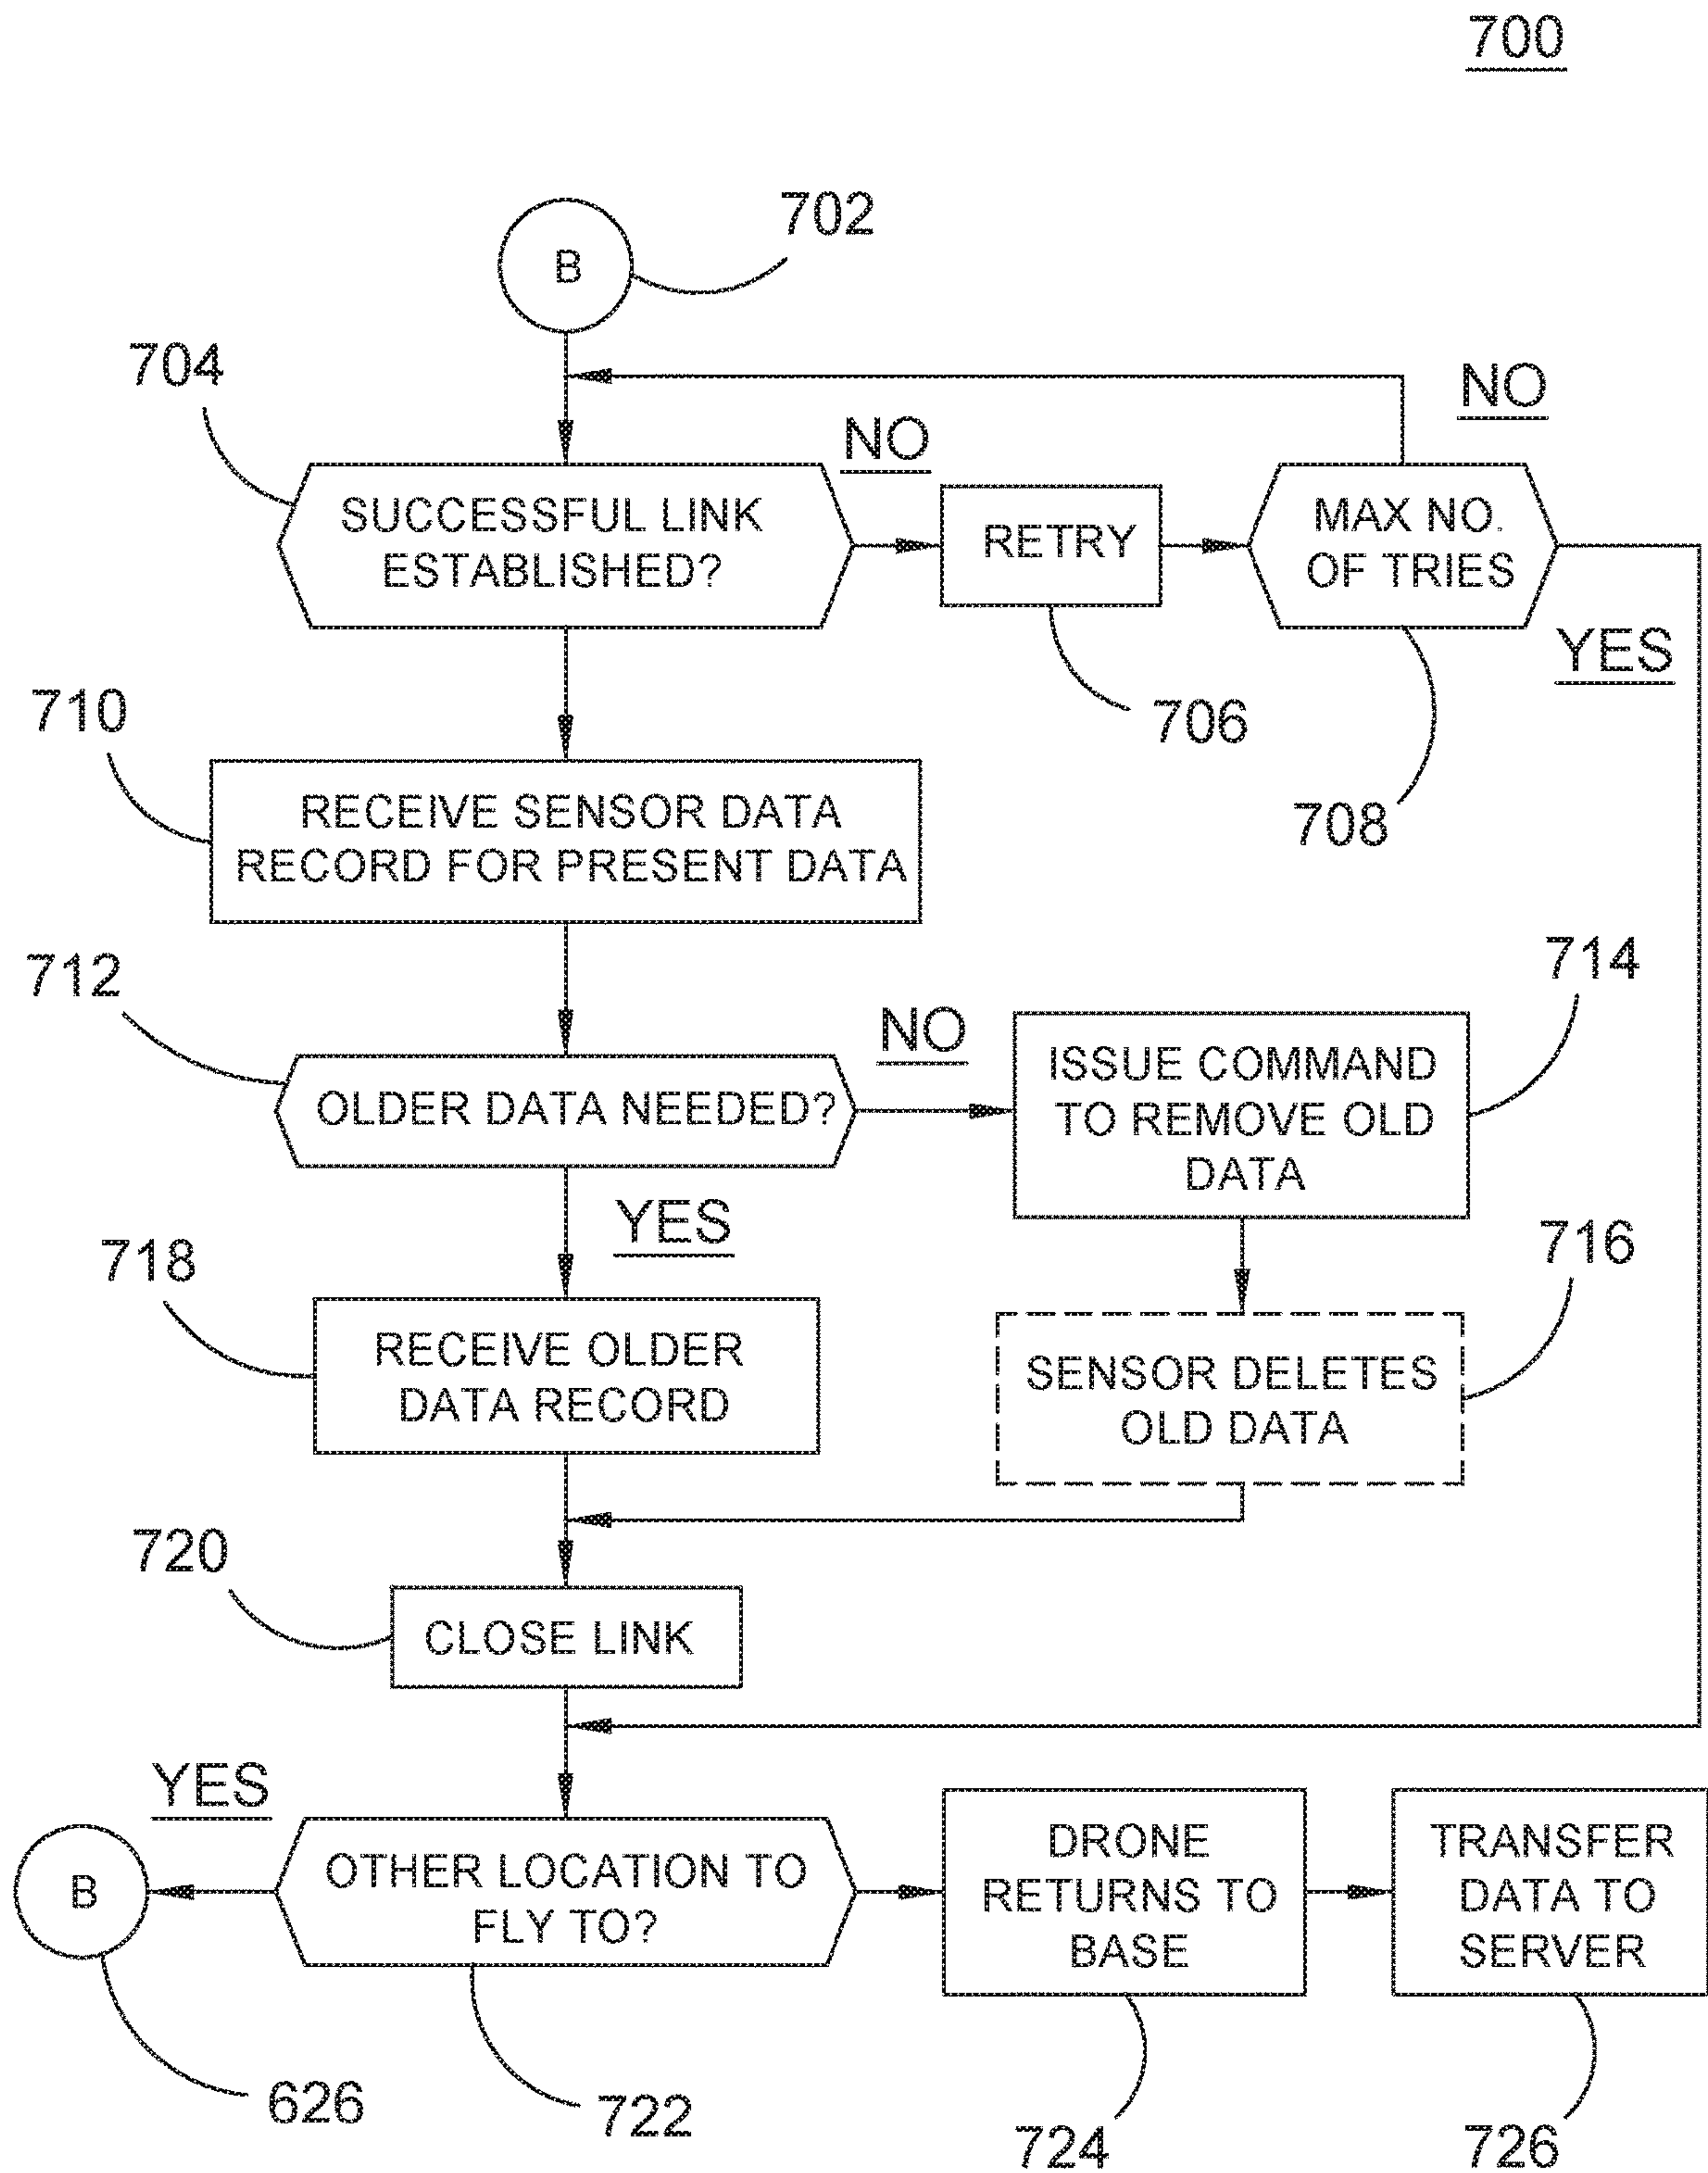 700
B
702
704
NO
NO
SUCCESSFUL LINK
ESTABLISHED?
RETRY
MAX NO.
OF TRIES
YES
706
708
710
RECEIVE SENSOR DATA
RECORD FOR PRESENT DATA
712
714
NO
OLDER DATA NEEDED?
ISSUE COMMAND
TO REMOVE OLD
DATA
YES
716
718
RECEIVE OLDER
DATA RECORD
SENSOR DELETES
OLD DATA
720
CLOSE LINK
YES
B
OTHER LOCATION TO
FLY TO?
DRONE
RETURNS TO
BASE
TRANSFER
DATA TO
SERVER
626
722
724
726